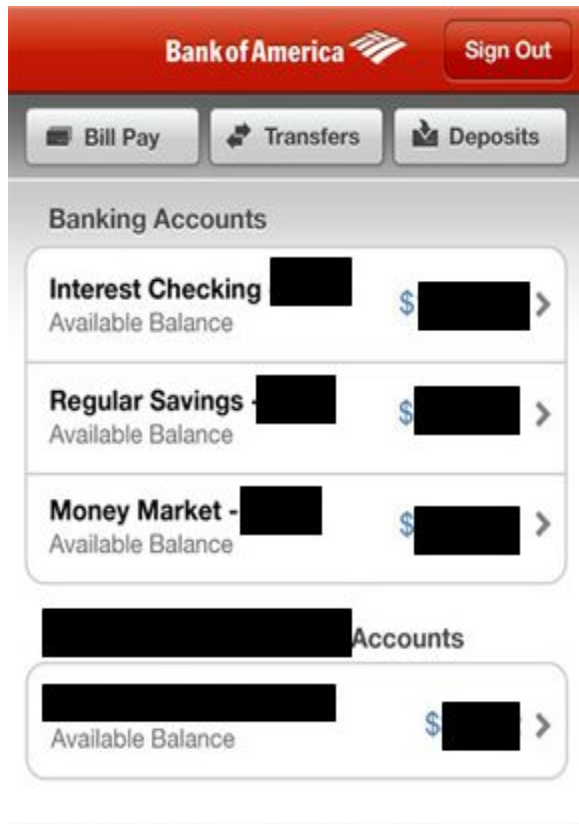 Bank of America
Sign Out
Bill Pay
Transfers
Deposits
Banking Accounts
Interest Checking
$
Available Balance
Regular Savings -
$
Available Balance
Money Market -
$
Available Balance
Accounts
$
Available Balance